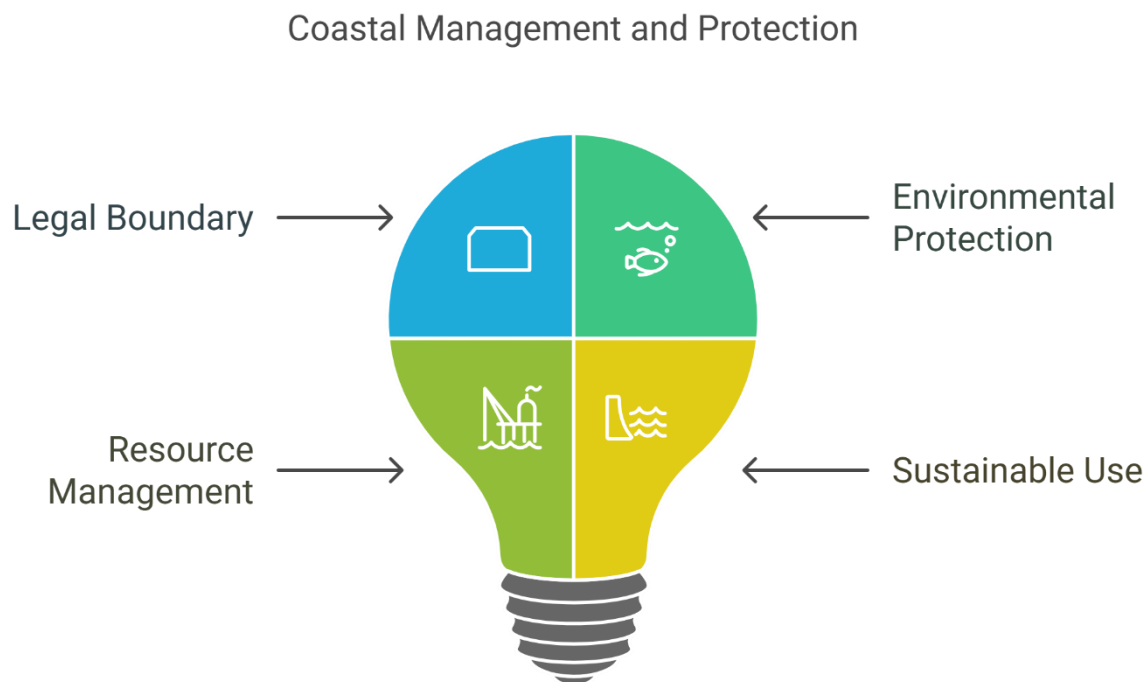 Coastal Management and Protection
Legal Boundary
Environmental
Protection
Resource
Management
Sustainable Use